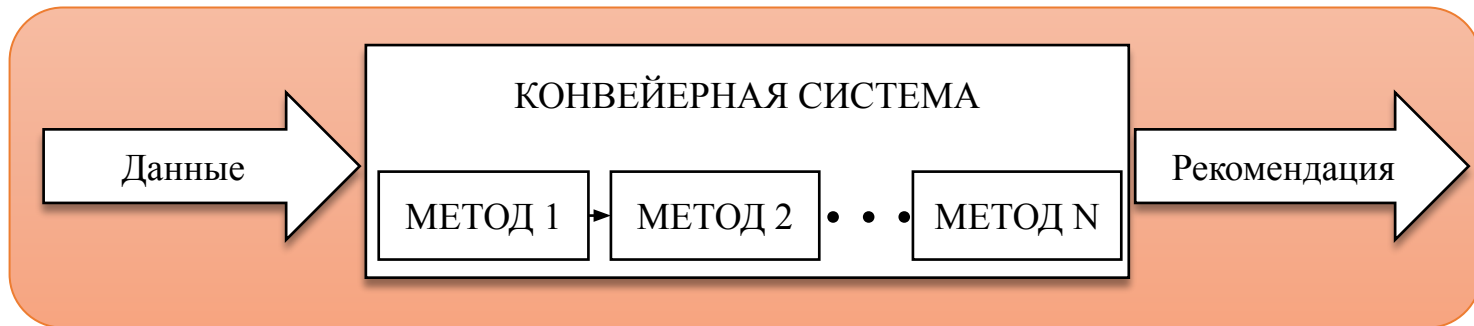 КОНВЕЙЕРНАЯ СИСТЕМА
Данные
МЕТОД 1
МЕТОД 2
• • •
МЕТОД N
Рекомендация